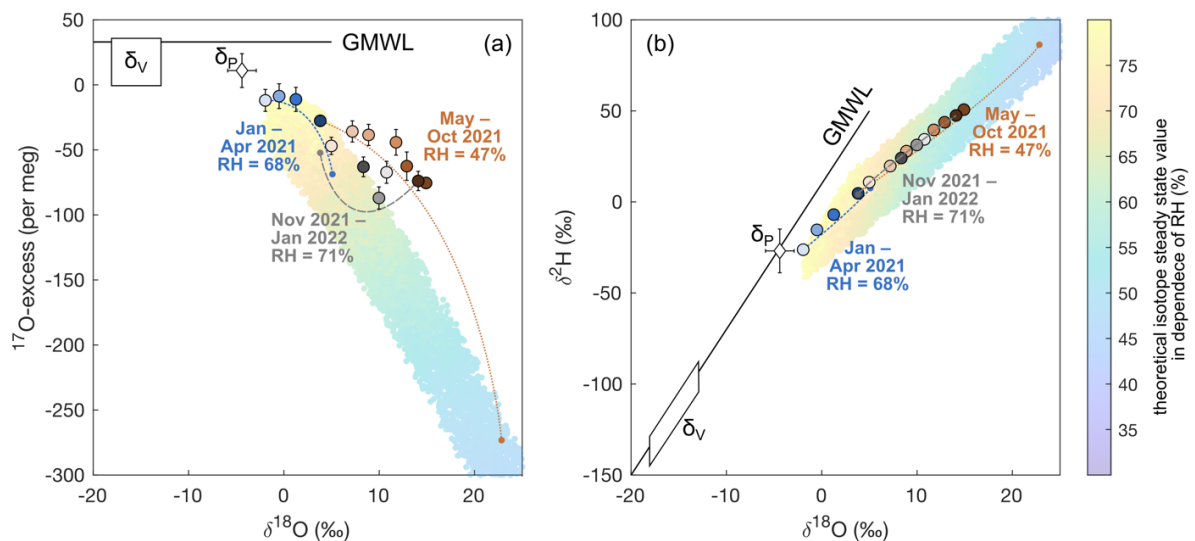 50
0
-50
-100
-150
-200
-250
-300
-20
-10
0
10
20
¹⁷O-excess (per meg)
δ¹⁸O (‰)
(a)
GMWL
δV
δP
Jan –
Apr 2021
RH = 68%
May –
Oct 2021
RH = 47%
Nov 2021 –
Jan 2022
RH = 71%
100
50
0
-50
-100
-150
-20
-10
0
10
20
δ²H (‰)
δ¹⁸O (‰)
(b)
GMWL
δP
δV
May –
Oct 2021
RH = 47%
Nov 2021 –
Jan 2022
RH = 71%
Jan –
Apr 2021
RH = 68%
75
70
65
60
55
50
45
40
35
theoretical isotope steady state value
in dependece of RH (%)